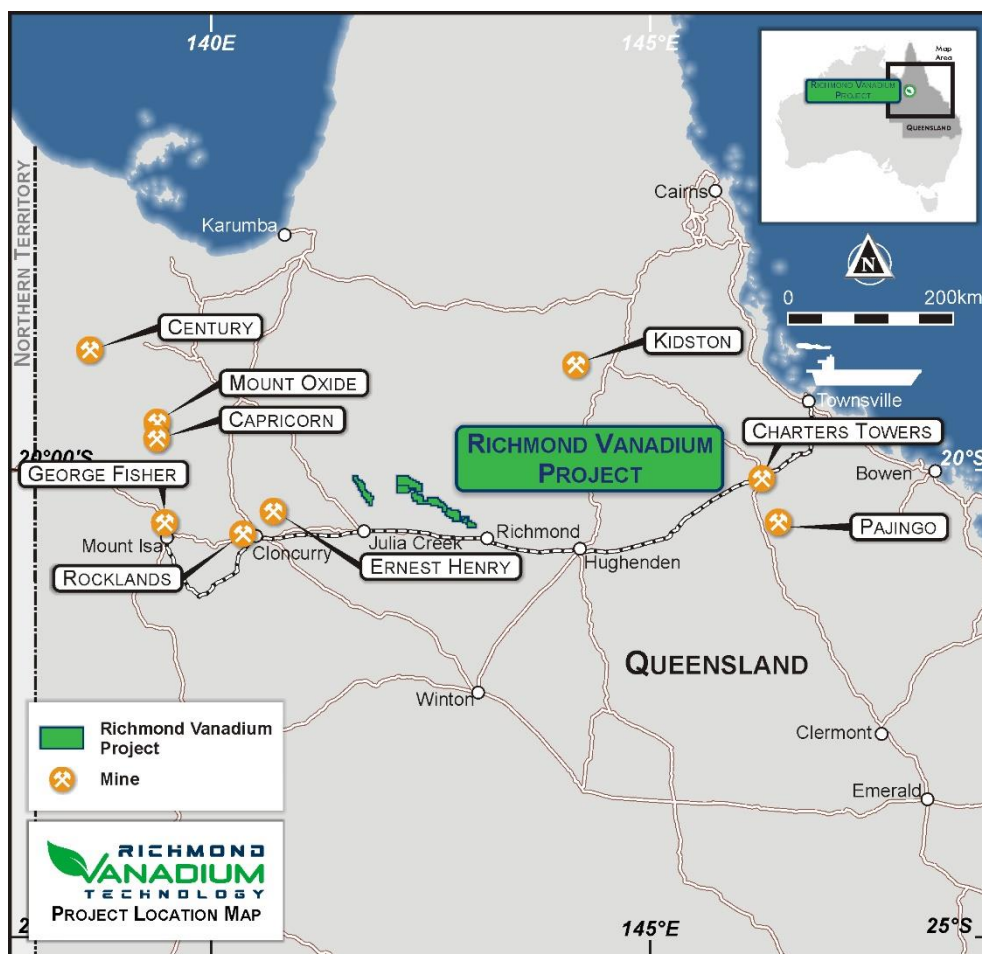 140E
145°E
Map
Area
RICHMOND VANADIUM
PROJECT
QUEENSLAND
NORTHERN TERRITORY
Cairns
Karumba
N
0
200km
CENTURY
KIDSTON
MOUNT OXIDE
CAPRICORN
Townsville
RICHMOND VANADIUM
PROJECT
CHARTERS TOWERS
20°00'S
20°S
GEORGE FISHER
Bowen
Mount Isa
Cloncurry
Julia Creek
Richmond
PAJINGO
ROCKLANDS
ERNEST HENRY
Hughenden
QUEENSLAND
Winton
Clermont
Emerald
Richmond Vanadium
Project
Mine
RICHMOND
VANADIUM
TECHNOLOGY
PROJECT LOCATION MAP
145°E
25°S